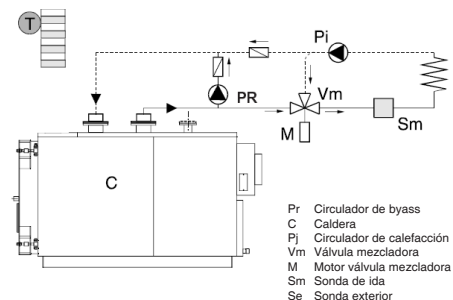 T
Pi
PR
Vm
M
Sm
C
Pr Circulador de byass
C Caldera
Pj Circulador de calefacción
Vm Válvula mezcladora
M Motor válvula mezcladora
Sm Sonda de ida
Se Sonda exterior